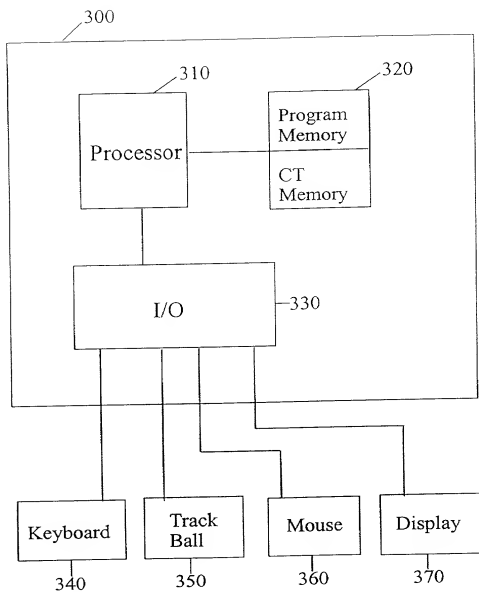 300
310
320
Processor
Program
Memory
CT
Memory
I/O
330
Keyboard
Track
Ball
Mouse
Display
340
350
360
370